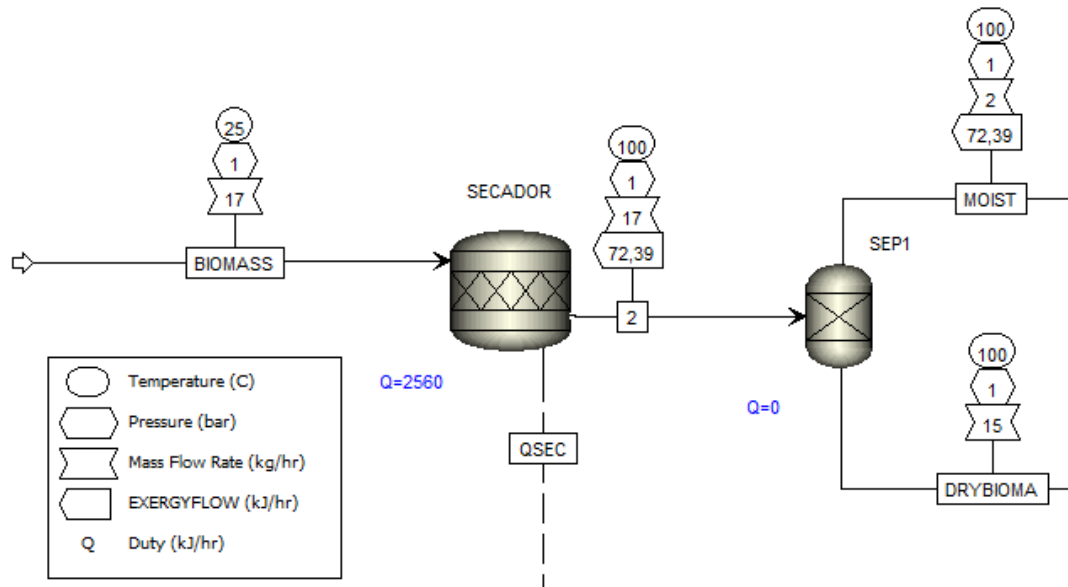 100
1
2
72,39
MOIST
25
1
17
BIOMASS
SECADOR
100
1
17
72,39
2
SEP1
Q=2560
Q=0
QSEC
100
1
15
DRYBIOMA
Temperature (C)
Pressure (bar)
Mass Flow Rate (kg/hr)
EXERGYFLOW (kJ/hr)
Q Duty (kJ/hr)